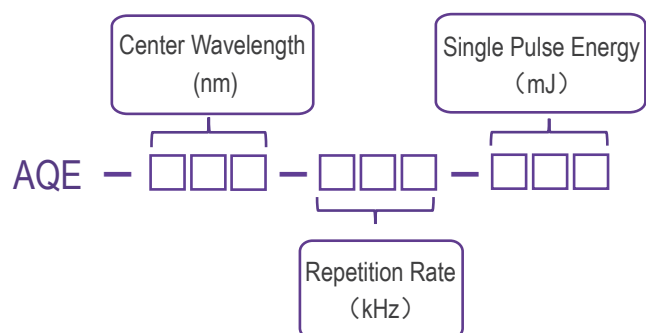 Center Wavelength
(nm)
Single Pulse Energy
（mJ）
AQE – □□□ – □□□ – □□□
Repetition Rate
（kHz）